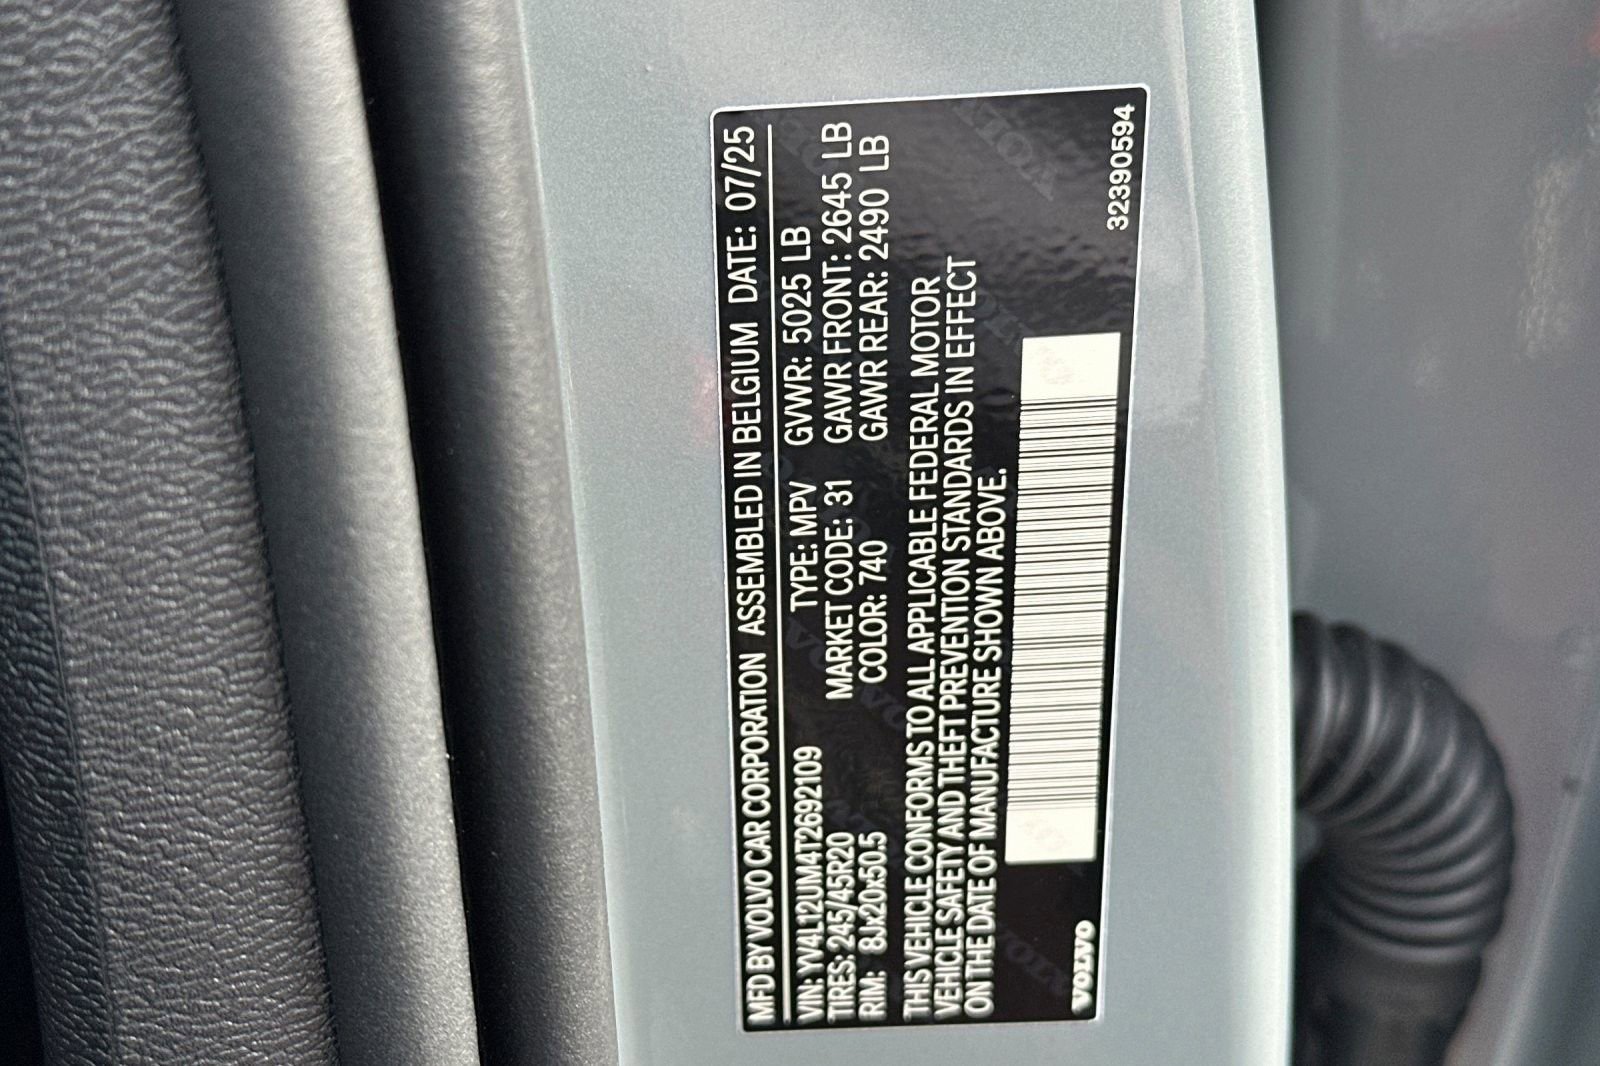 MFD BY VOLVO CAR CORPORATION ASSEMBLED IN BELGIUM DATE: 07/25
VIN: YV4L12UM4T2692109 TYPE: MPV GVWR: 5025 LB
TIRES: 245/45R20 MARKET CODE: 31 GAWR FRONT: 2645 LB
RIM: 8Jx20x50.5 COLOR: 740 GAWR REAR: 2490 LB
THIS VEHICLE CONFORMS TO ALL APPLICABLE FEDERAL MOTOR
VEHICLE SAFETY AND THEFT PREVENTION STANDARDS IN EFFECT
ON THE DATE OF MANUFACTURE SHOWN ABOVE.
VOLVO 32390594